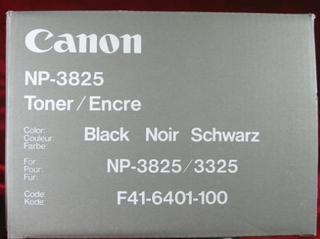 Canon
NP-3825
Toner/Encre
Color:
Couleur:
Farbe:
Black Noir Schwarz
For:
Pour:
Für:
NP-3825/3325
Code:
Kode:
F41-6401-100